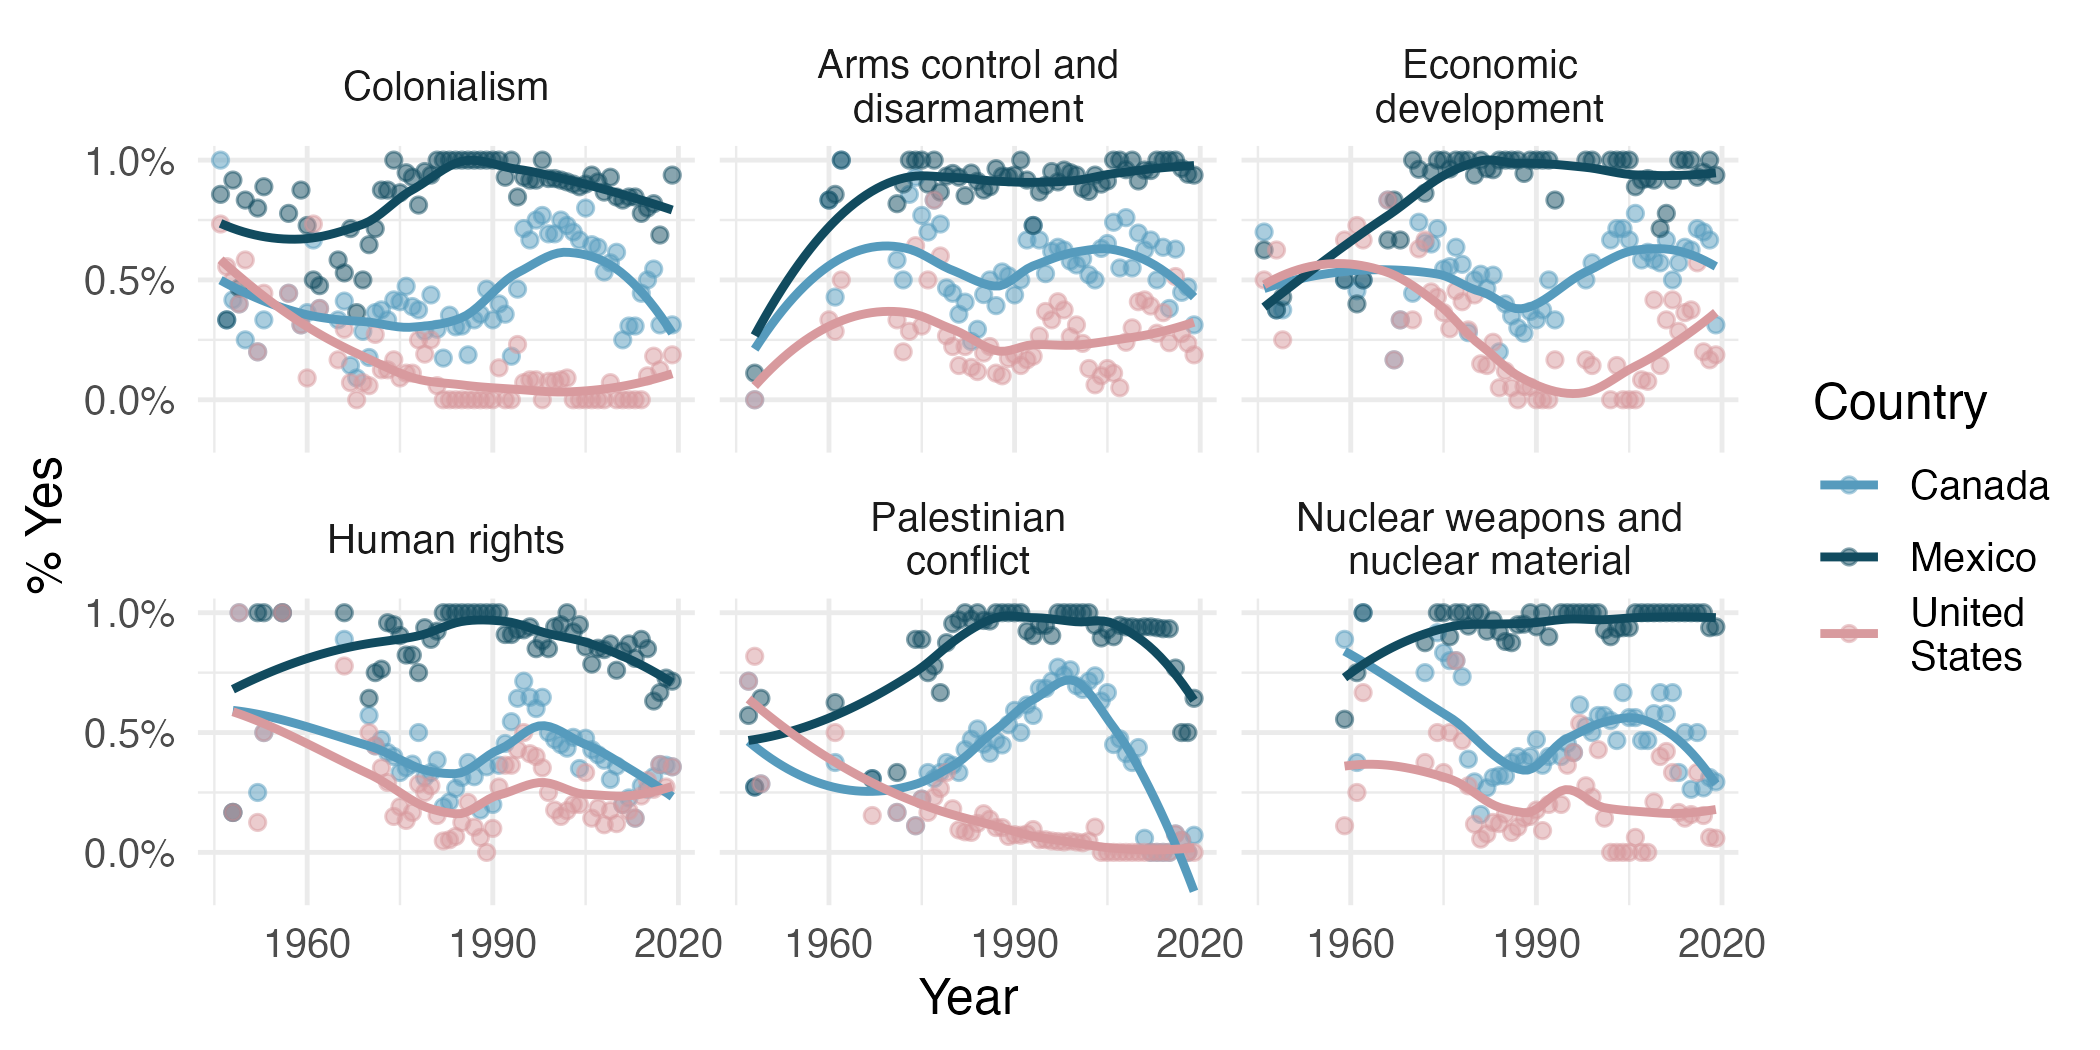 Colonialism
Arms control and
disarmament
Economic
development
1.0%
0.5%
0.0%
Human rights
Palestinian
conflict
Nuclear weapons and
nuclear material
1.0%
0.5%
0.0%
1960 1990 2020 1960 1990 2020 1960 1990 2020
Year
% Yes
Country
Canada
Mexico
United
States